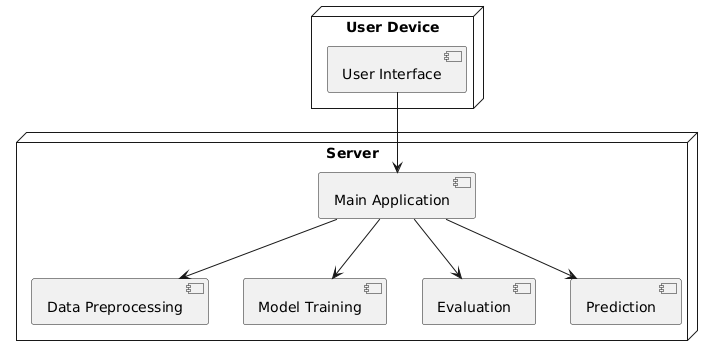 User Device
User Interface
Server
Main Application
Data Preprocessing
Model Training
Evaluation
Prediction